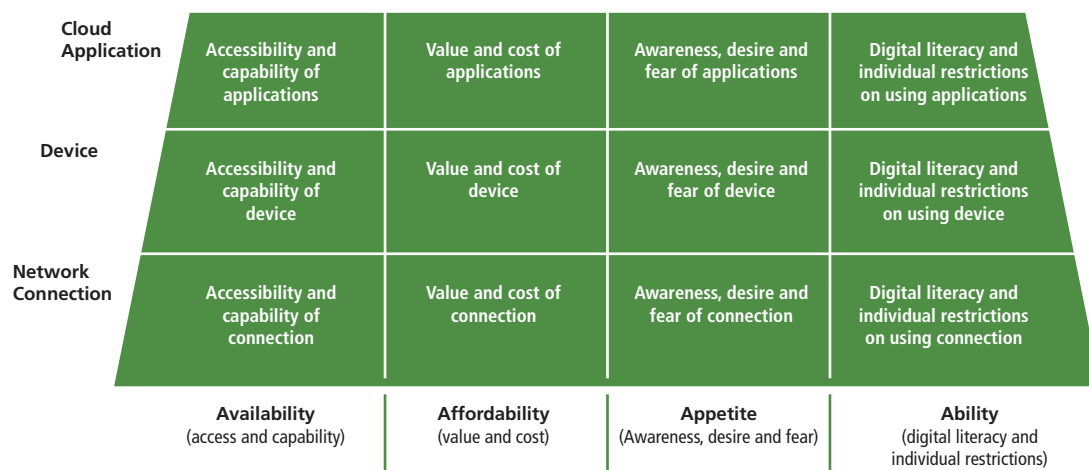 Cloud
Application
Accessibility and
capability of
applications
Value and cost of
applications
Awareness, desire and
fear of applications
Digital literacy and
individual restrictions
on using applications
Device
Accessibility and
capability of
device
Value and cost of
device
Awareness, desire and
fear of device
Digital literacy and
individual restrictions
on using device
Network
Connection
Accessibility and
capability of
connection
Value and cost of
connection
Awareness, desire and
fear of connection
Digital literacy and
individual restrictions
on using connection
Availability
(access and capability)
Affordability
(value and cost)
Appetite
(Awareness, desire and fear)
Ability
(digital literacy and
individual restrictions)